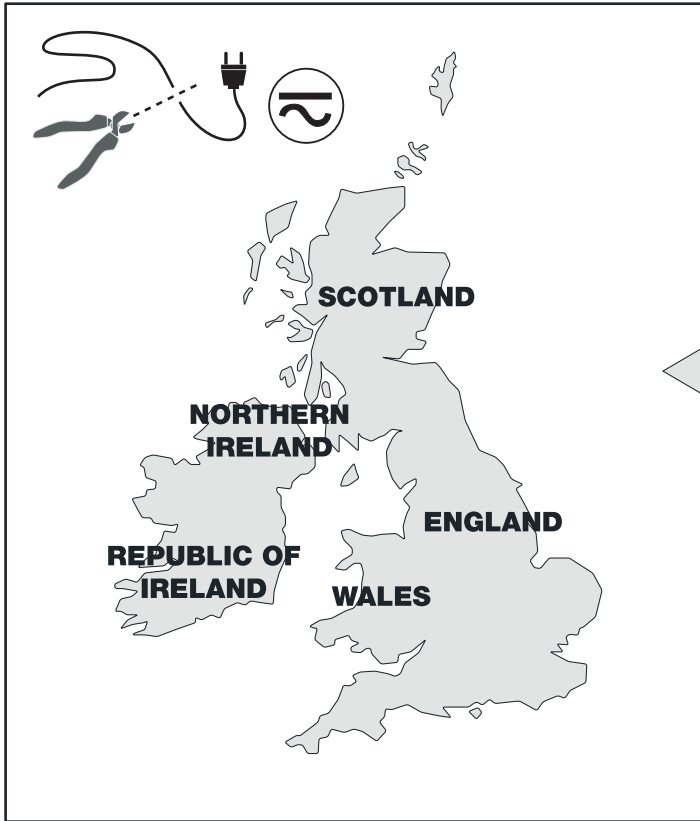 SCOTLAND
NORTHERN
IRELAND
ENGLAND
REPUBLIC OF
IRELAND
WALES